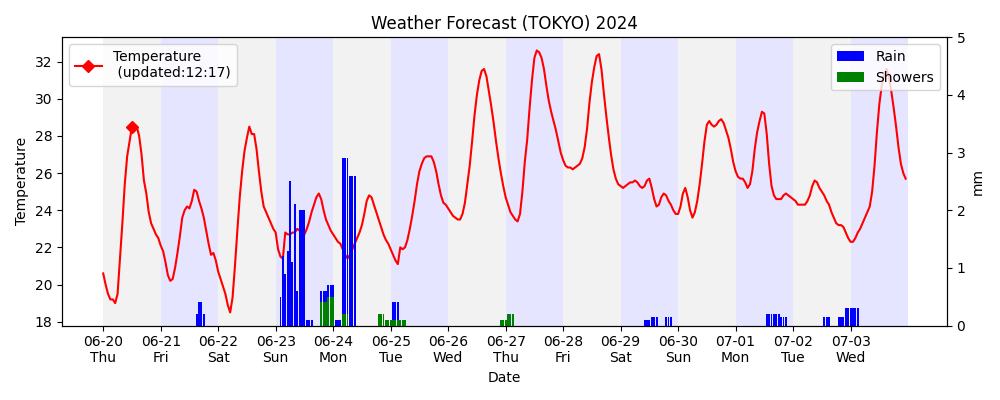 Weather Forecast (TOKYO) 2024
Temperature
(updated:12:17)
Rain
Showers
Temperature
32
30
28
26
24
22
20
18
5
4
3
2
1
0
mm
06-20 06-21 06-22 06-23 06-24 06-25 06-26 06-27 06-28 06-29 06-30 07-01 07-02 07-03
Thu Fri Sat Sun Mon Tue Wed Thu Fri Sat Sun Mon Tue Wed
Date